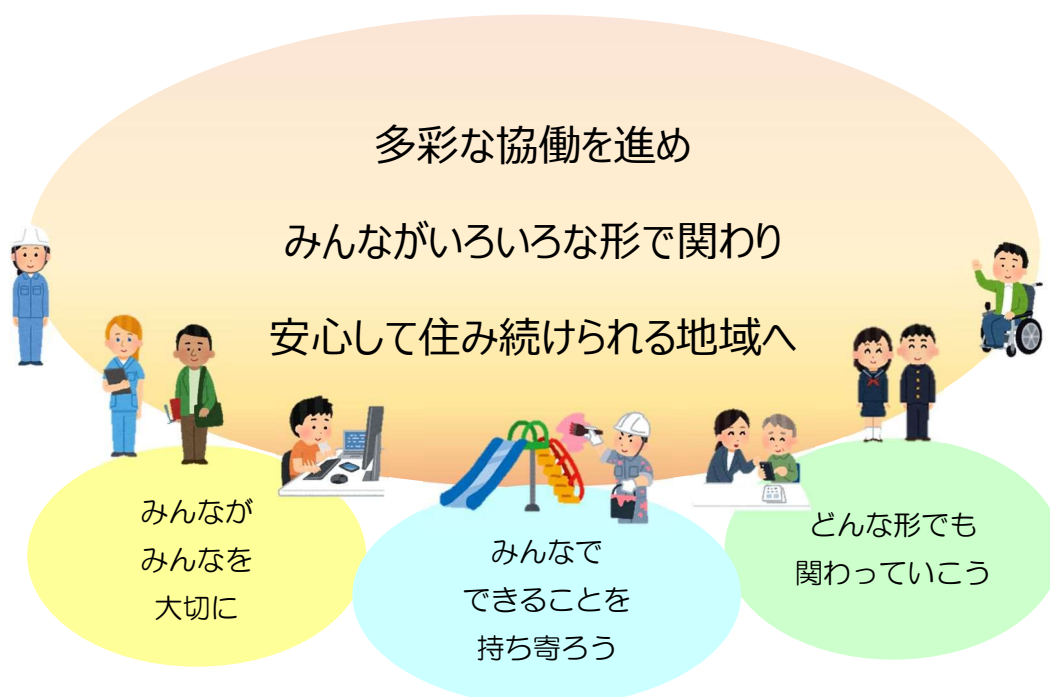 多彩な協働を進め
みんながいろいろな形で関わり
安心して住み続けられる地域へ
みんなが
みんなを
大切に
みんなで
できることを
持ち寄ろう
どんな形でも
関わっていこう